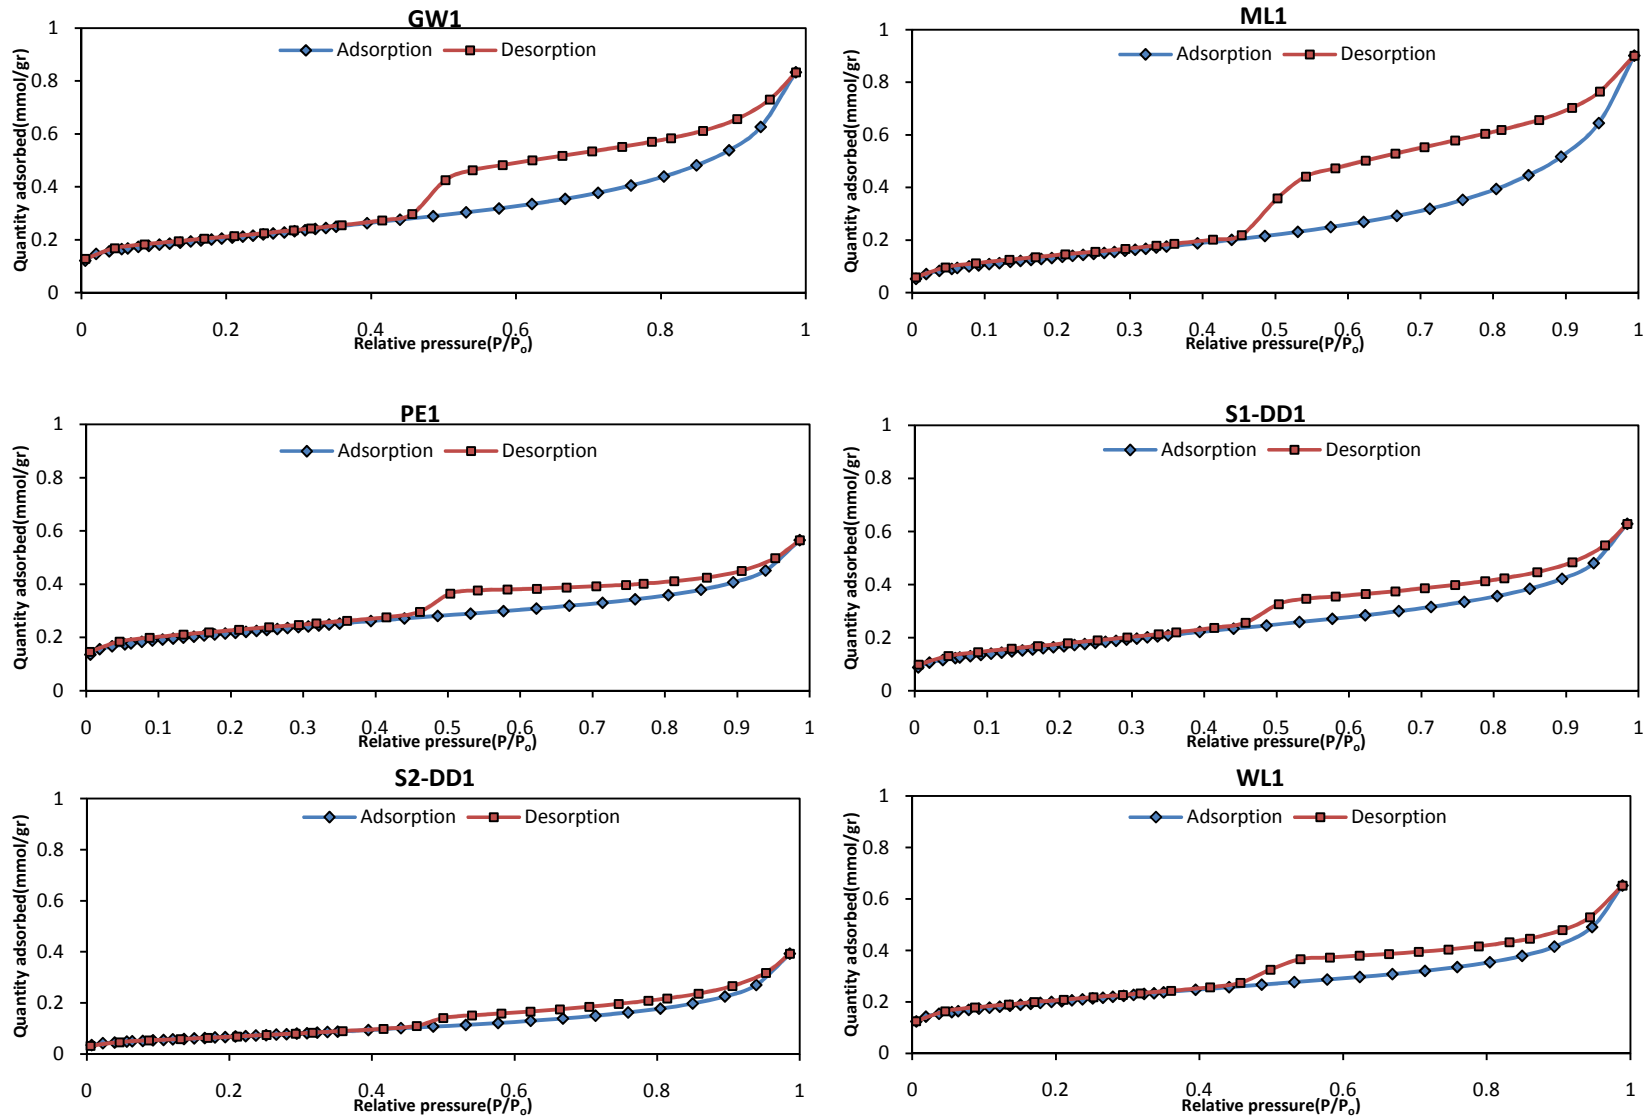 GW1
Adsorption Desorption
Quantity adsorbed(mmol/gr)
1
0.8
0.6
0.4
0.2
0
0 0.2 0.4 0.6 0.8 1
Relative pressure(P/Po)
ML1
Adsorption Desorption
Quantity adsorbed(mmol/gr)
1
0.8
0.6
0.4
0.2
0
0 0.1 0.2 0.3 0.4 0.5 0.6 0.7 0.8 0.9 1
Relative pressure(P/Po)
PE1
Adsorption Desorption
Quantity adsorbed(mmol/gr)
1
0.8
0.6
0.4
0.2
0
0 0.1 0.2 0.3 0.4 0.5 0.6 0.7 0.8 0.9 1
Relative pressure(P/Po)
S1-DD1
Adsorption Desorption
Quantity adsorbed(mmol/gr)
1
0.8
0.6
0.4
0.2
0
0 0.1 0.2 0.3 0.4 0.5 0.6 0.7 0.8 0.9 1
Relative pressure(P/Po)
S2-DD1
Adsorption Desorption
Quantity adsorbed(mmol/gr)
1
0.8
0.6
0.4
0.2
0
0 0.2 0.4 0.6 0.8 1
Relative pressure(P/Po)
WL1
Adsorption Desorption
Quantity adsorbed(mmol/gr)
1
0.8
0.6
0.4
0.2
0
0 0.2 0.4 0.6 0.8 1
Relative pressure(P/Po)